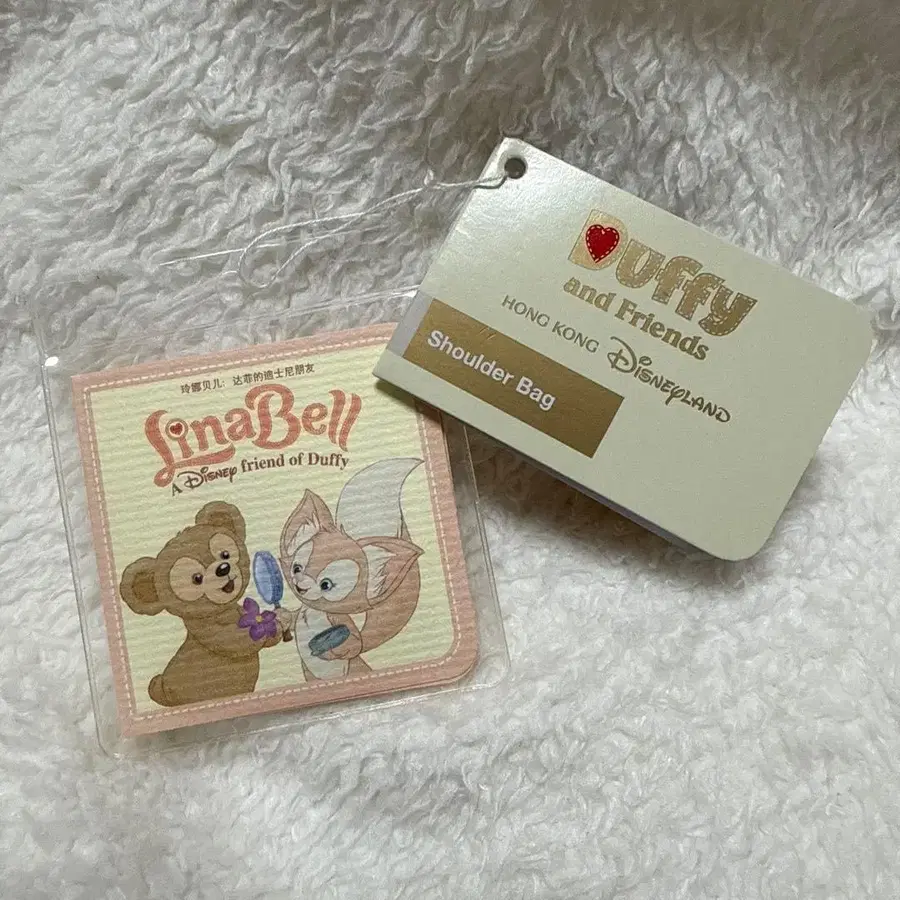 玲娜贝儿：达菲的迪士尼朋友
LinaBell
A Disney friend of Duffy
Duffy
and Friends
HONG KONG DISNEYLAND
Shoulder Bag